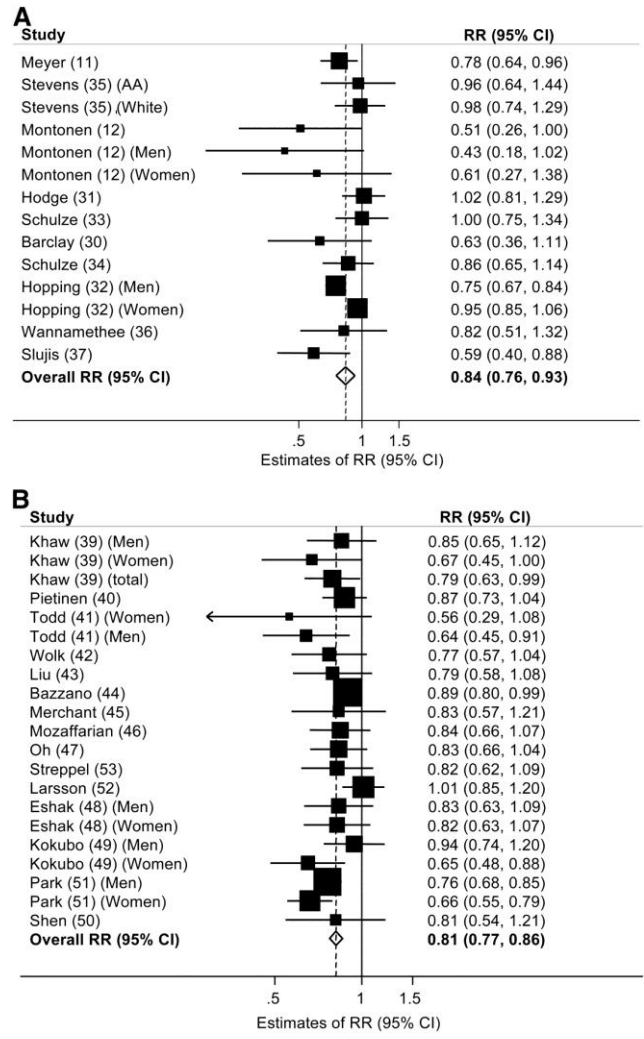 A
Study RR (95% CI)
Meyer (11) 0.78 (0.64, 0.96)
Stevens (35) (AA) 0.96 (0.64, 1.44)
Stevens (35) (White) 0.98 (0.74, 1.29)
Montonen (12) 0.51 (0.26, 1.00)
Montonen (12) (Men) 0.43 (0.18, 1.02)
Montonen (12) (Women) 0.61 (0.27, 1.38)
Hodge (31) 1.02 (0.81, 1.29)
Schulze (33) 1.00 (0.75, 1.34)
Barclay (30) 0.63 (0.36, 1.11)
Schulze (34) 0.86 (0.65, 1.14)
Hopping (32) (Men) 0.75 (0.67, 0.84)
Hopping (32) (Women) 0.95 (0.85, 1.06)
Wannamethee (36) 0.82 (0.51, 1.32)
Slujis (37) 0.59 (0.40, 0.88)
Overall RR (95% CI) 0.84 (0.76, 0.93)
.5 1 1.5
Estimates of RR (95% CI)
B
Study RR (95% CI)
Khaw (39) (Men) 0.85 (0.65, 1.12)
Khaw (39) (Women) 0.67 (0.45, 1.00)
Khaw (39) (total) 0.79 (0.63, 0.99)
Pietinen (40) 0.87 (0.73, 1.04)
Todd (41) (Women) 0.56 (0.29, 1.08)
Todd (41) (Men) 0.64 (0.45, 0.91)
Wolk (42) 0.77 (0.57, 1.04)
Liu (43) 0.79 (0.58, 1.08)
Bazzano (44) 0.89 (0.80, 0.99)
Merchant (45) 0.83 (0.57, 1.21)
Mozaffarian (46) 0.84 (0.66, 1.07)
Oh (47) 0.83 (0.66, 1.04)
Streppel (53) 0.82 (0.62, 1.09)
Larsson (52) 1.01 (0.85, 1.20)
Eshak (48) (Men) 0.83 (0.63, 1.09)
Eshak (48) (Women) 0.82 (0.63, 1.07)
Kokubo (49) (Men) 0.94 (0.74, 1.20)
Kokubo (49) (Women) 0.65 (0.48, 0.88)
Park (51) (Men) 0.76 (0.68, 0.85)
Park (51) (Women) 0.66 (0.55, 0.79)
Shen (50) 0.81 (0.54, 1.21)
Overall RR (95% CI) 0.81 (0.77, 0.86)
.5 1 1.5
Estimates of RR (95% CI)